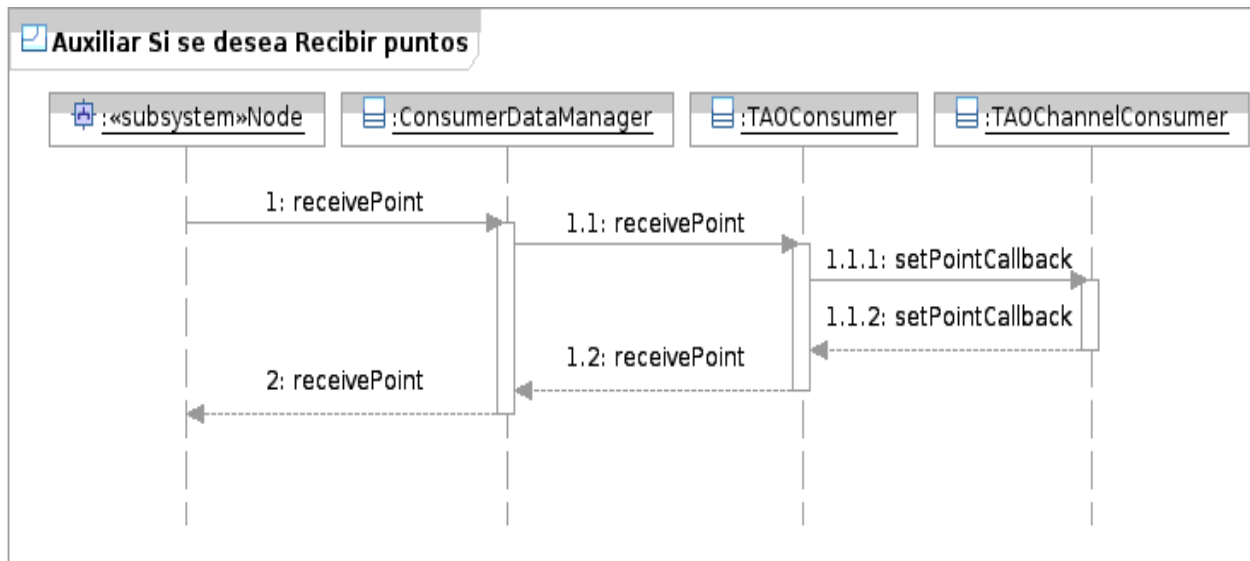 Auxiliar Si se desea Recibir puntos
:«subsystem»Node
:ConsumerDataManager
:TAOConsumer
:TAOChannelConsumer
1: receivePoint
1.1: receivePoint
1.1.1: setPointCallback
1.1.2: setPointCallback
1.2: receivePoint
2: receivePoint